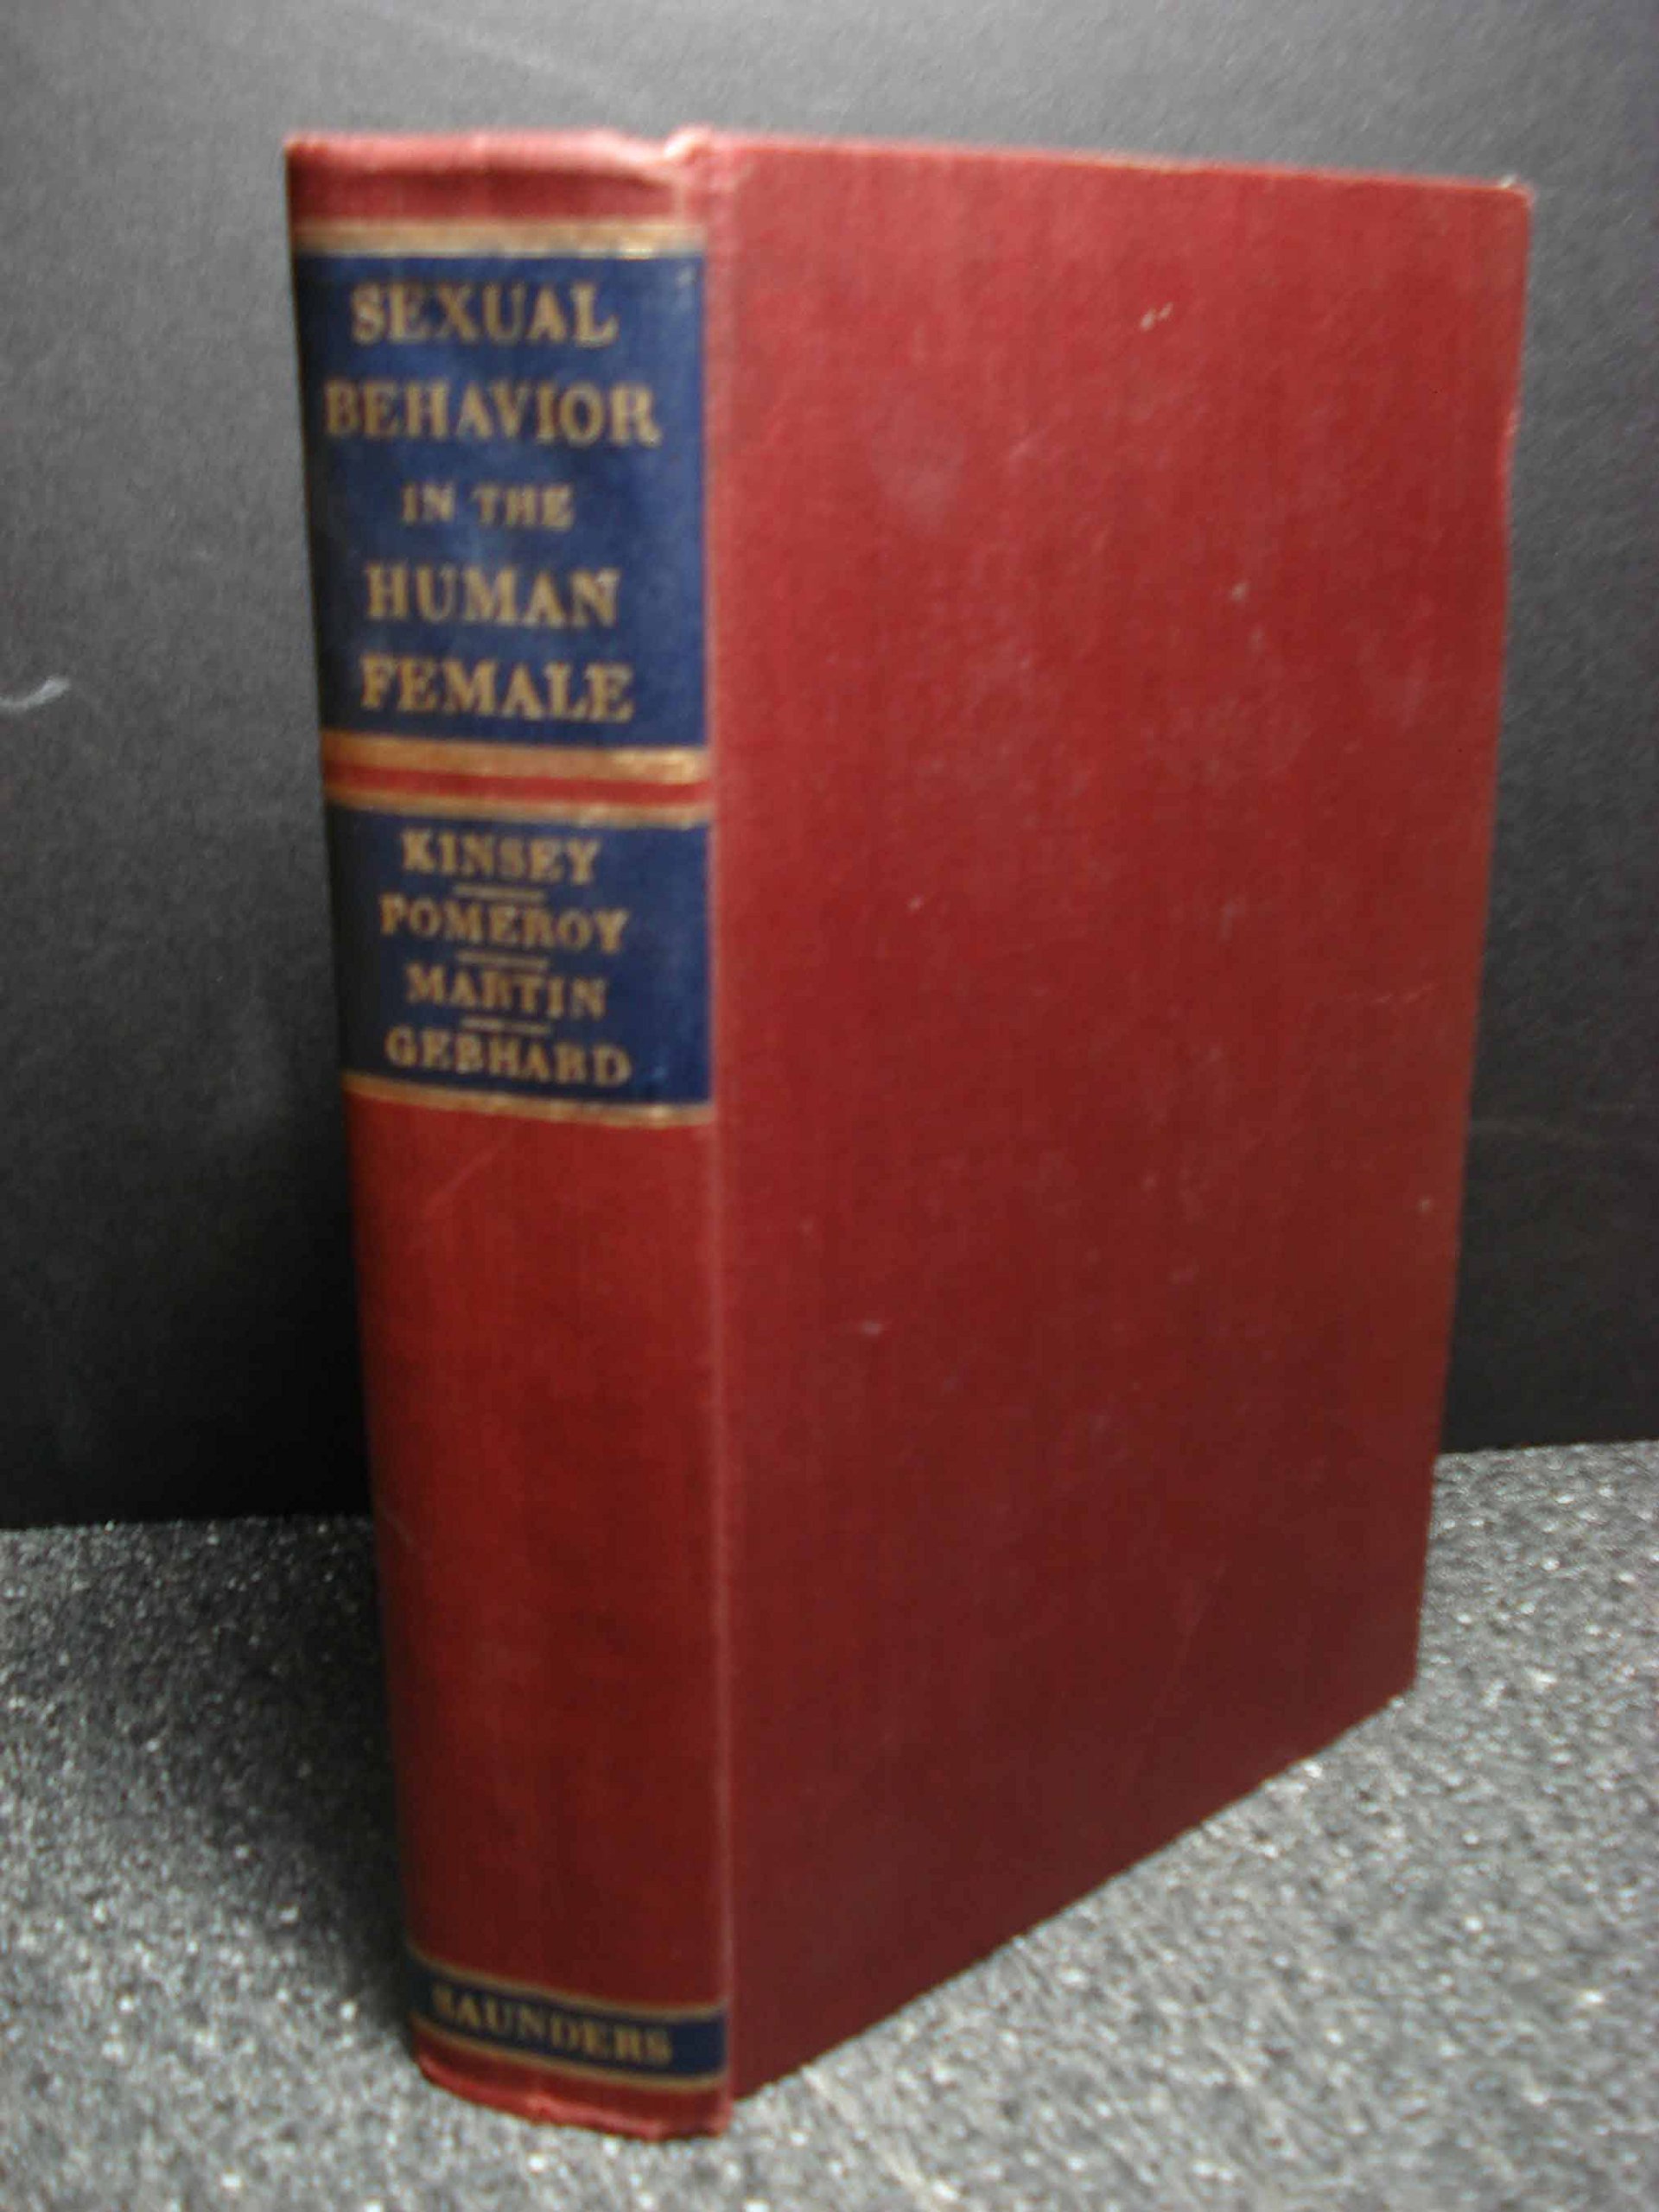 SEXUAL
BEHAVIOR
IN THE
HUMAN
FEMALE
KINSEY
POMEROY
MARTIN
GEBHARD
SAUNDERS